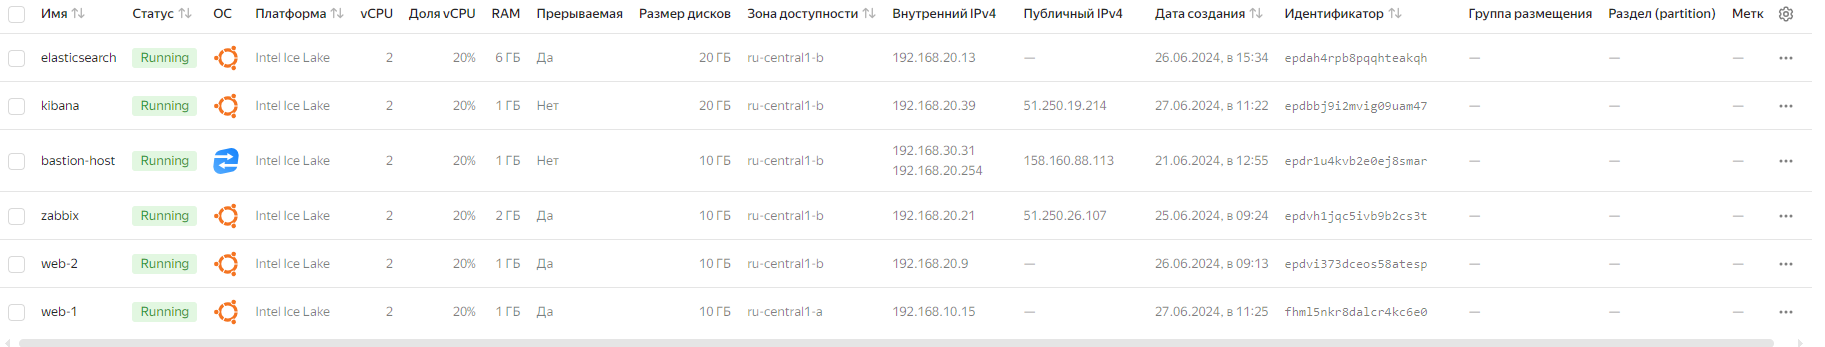 Имя Статус ОС Платформа vCPU Доля vCPU RAM Прерываемая Размер дисков Зона доступности Внутренний IPv4 Публичный IPv4 Дата создания Идентификатор Группа размещения Раздел (partition) Метк
elasticsearch Running Intel Ice Lake 2 20% 6 ГБ Да 20 ГБ ru-central1-b 192.168.20.13 — 26.06.2024, в 15:34 epdah4rpb8pqqhteakqh — — —
kibana Running Intel Ice Lake 2 20% 1 ГБ Нет 20 ГБ ru-central1-b 192.168.20.39 51.250.19.214 27.06.2024, в 11:22 epdbbj9i2mvig09uam47 — — —
bastion-host Running Intel Ice Lake 2 20% 1 ГБ Нет 10 ГБ ru-central1-b 192.168.30.31 158.160.88.113 21.06.2024, в 12:55 epdr1u4kvb2e0ej8smar — — —
192.168.20.254
zabbix Running Intel Ice Lake 2 20% 2 ГБ Да 10 ГБ ru-central1-b 192.168.20.21 51.250.26.107 25.06.2024, в 09:24 epdvh1jqc5ivb9b2cs3t — — —
web-2 Running Intel Ice Lake 2 20% 1 ГБ Да 10 ГБ ru-central1-b 192.168.20.9 — 26.06.2024, в 09:13 epdvi373dceos58atesp — — —
web-1 Running Intel Ice Lake 2 20% 1 ГБ Да 10 ГБ ru-central1-a 192.168.10.15 — 27.06.2024, в 11:25 fhml5nkr8dalcr4kc6e0 — — —